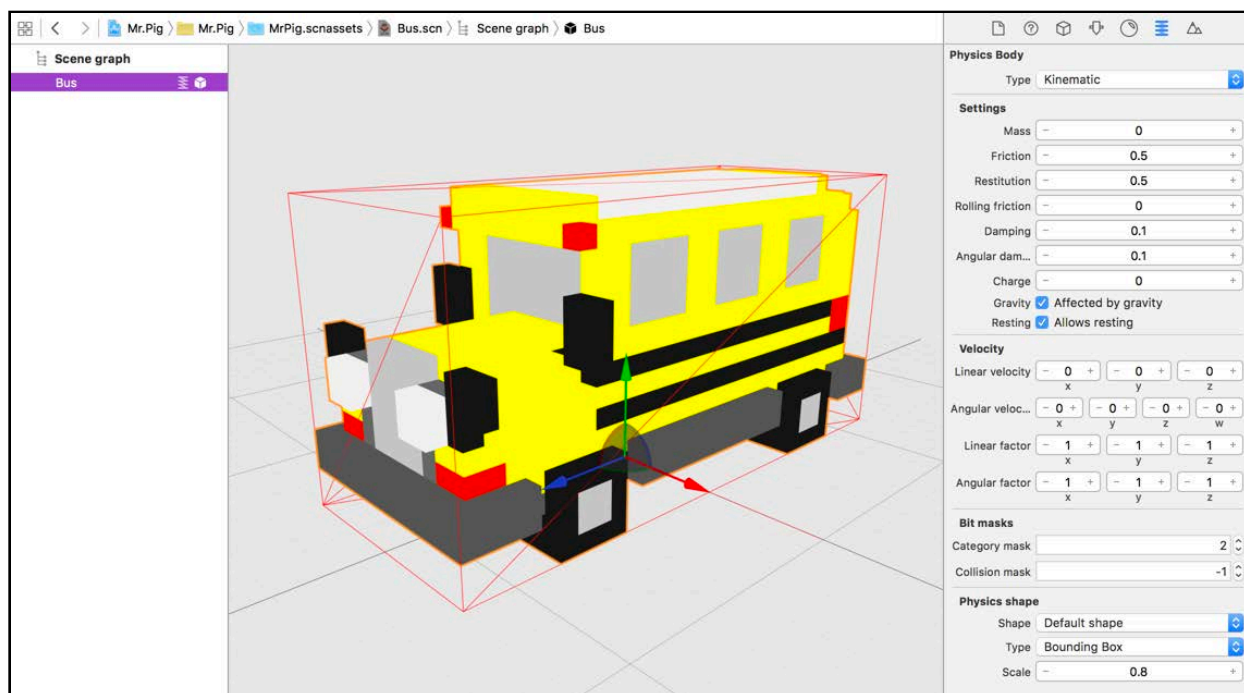 Mr.Pig Mr.Pig MrPig.scnassets Bus.scn Scene graph Bus
Scene graph
Bus
Physics Body
Type Kinematic
Settings
Mass - 0 +
Friction - 0.5 +
Restitution - 0.5 +
Rolling friction - 0 +
Damping - 0.1 +
Angular dam... - 0.1 +
Charge - 0 +
Gravity Affected by gravity
Resting Allows resting
Velocity
Linear velocity - 0 + - 0 + - 0 +
x y z
Angular veloc... - 0 + - 0 + - 0 + - 0 +
x y z w
Linear factor - 1 + - 1 + - 1 +
x y z
Angular factor - 1 + - 1 + - 1 +
x y z
Bit masks
Category mask 2
Collision mask -1
Physics shape
Shape Default shape
Type Bounding Box
Scale - 0.8 +